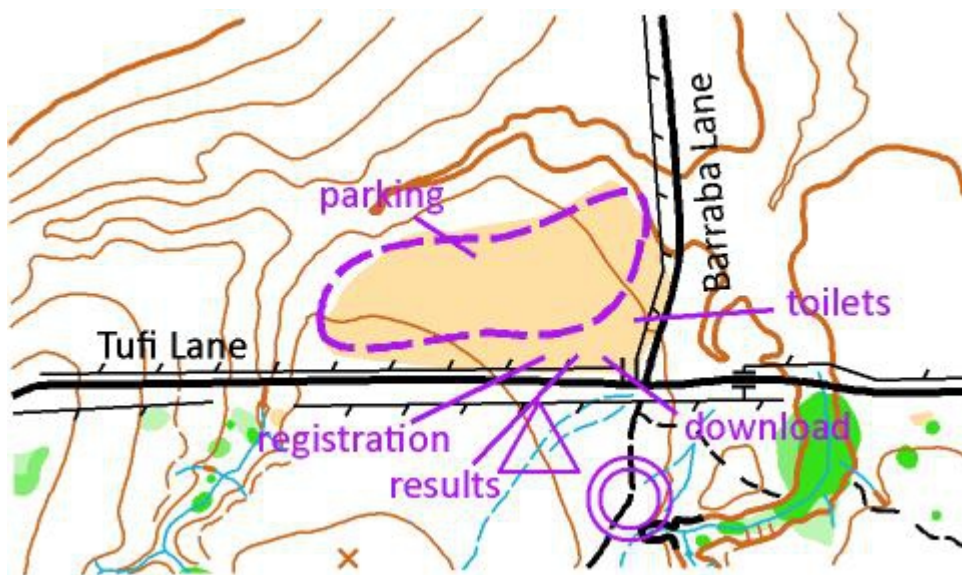 parking
Barraba Lane
toilets
Tufi Lane
registration
download
results